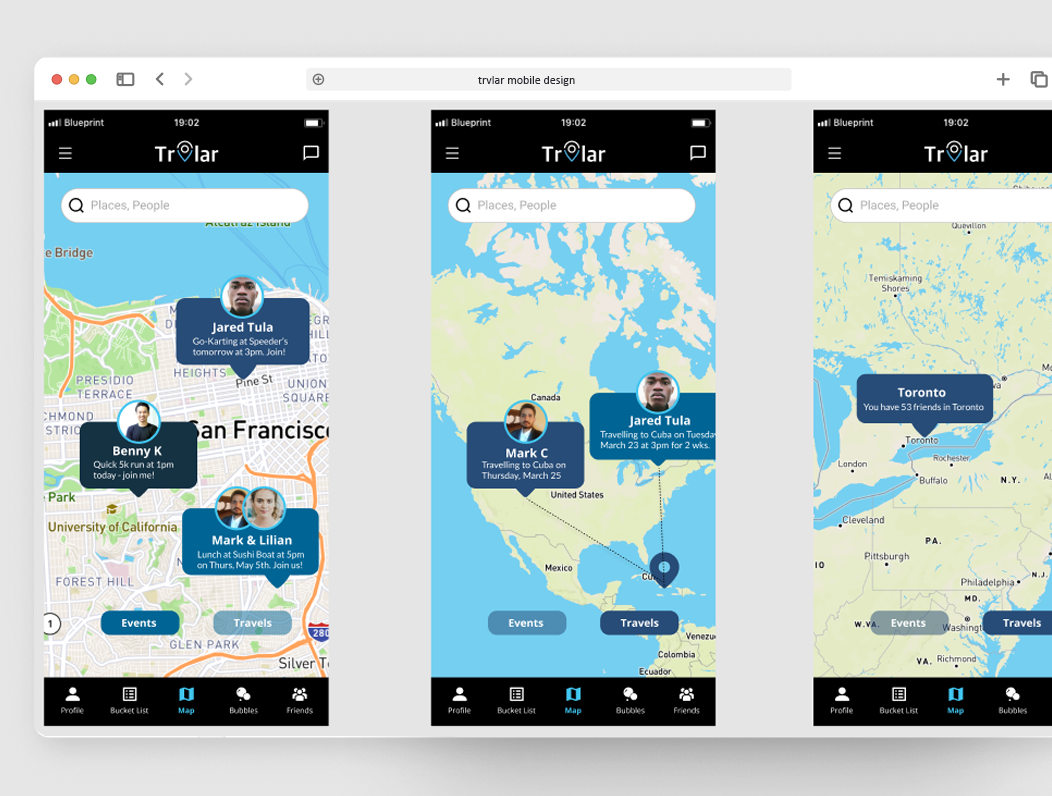 trvlar mobile design
Blueprint
19:02
Trvlar
Places, People
Alcatraz Island
e Bridge
Jared Tula
Go-Karting at Speeder's
tomorrow at 3pm. Join!
HEIGHTS
Pine St
PRESIDIO
TERRACE
UNION
SQUARE
San Francisco
Benny K
Quick 5k run at 1pm
today - join me!
Park
University of California
Mark & Lilian
Lunch at Sushi Boat at 5pm
on Thurs, May 5th. Join us!
FOREST HILL
1
Events
Travels
280
GLEN PARK
Silver T
Profile
Bucket List
Map
Bubbles
Friends
Blueprint
19:02
Trvlar
Places, People
Canada
Jared Tula
Travelling to Cuba on Tuesday
March 23 at 3pm for 2 wks.
Mark C
Travelling to Cuba on
Thursday, March 25
United States
Mexico
Cu
Events
Travels
Venezu
Colombia
Ecuador
Profile
Bucket List
Map
Bubbles
Friends
Blueprint
19:02
Trvlar
Places, People
Quévillon
Temiskaming
Shores
Toronto
You have 53 friends in Toronto
Toronto
Rochester
London
Buffalo
N.Y.
Cleveland
PA.
Pittsburgh
IO
Philadelphia
N.J.
MD.
W.VA.
Events
Washingt
Travels
VA.
Richmond
Profile
Bucket List
Map
Bubbles